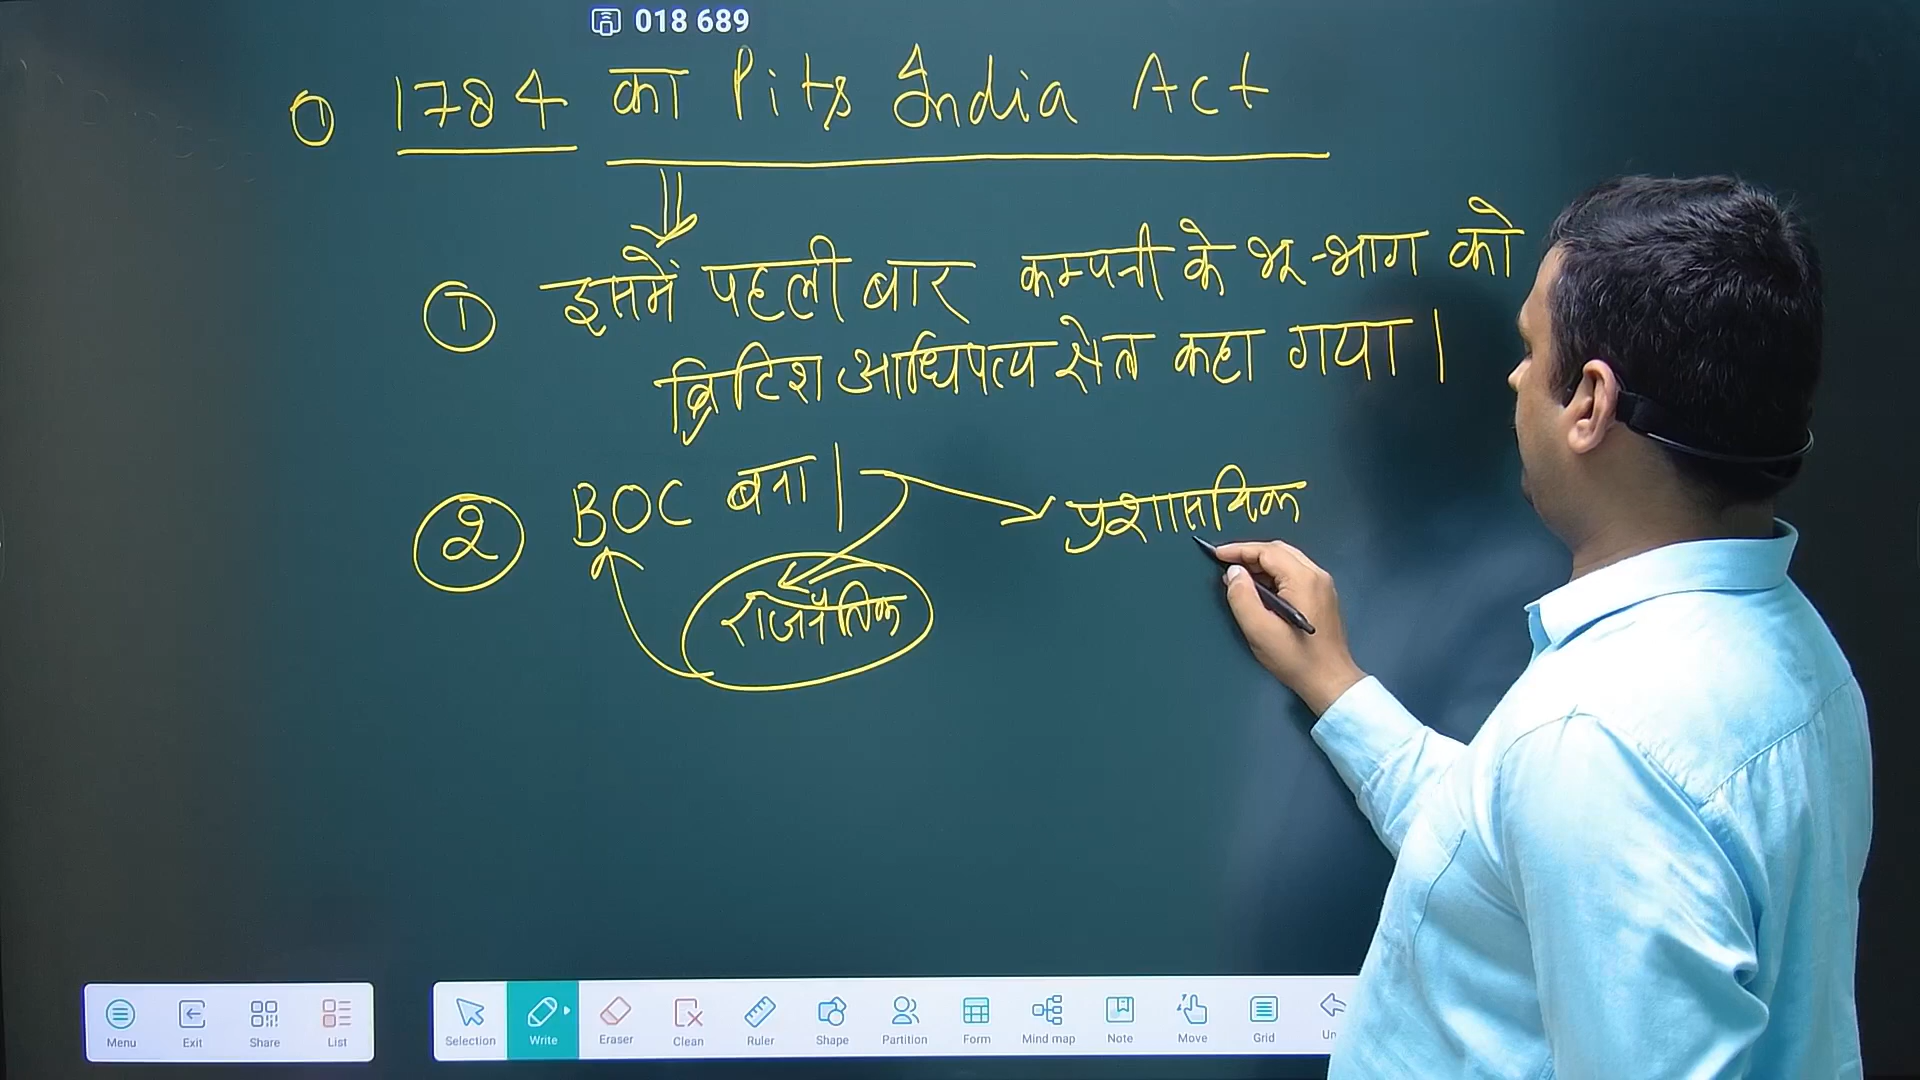 018 689
① 1784 का Pits India Act
① इसमें पहली बार कम्पनी के भू-भाग को
ब्रिटिश आधिपत्य क्षेत्र कहा गया।
② BOC बना।
प्रशासनिक
राजनैतिक
Menu Exit Share List Selection Write Eraser Clean Ruler Shape Partition Form Mind map Note Move Grid Un